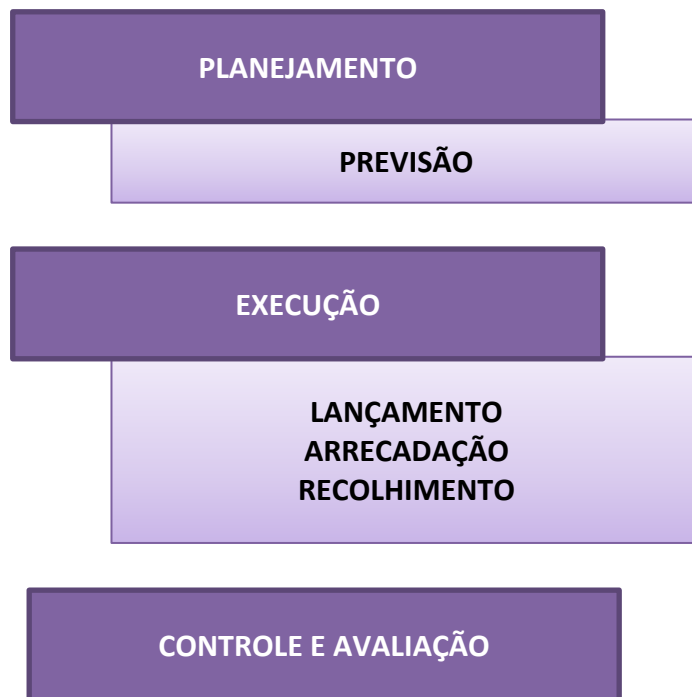 PLANEJAMENTO
PREVISÃO
EXECUÇÃO
LANÇAMENTO
ARRECADAÇÃO
RECOLHIMENTO
CONTROLE E AVALIAÇÃO